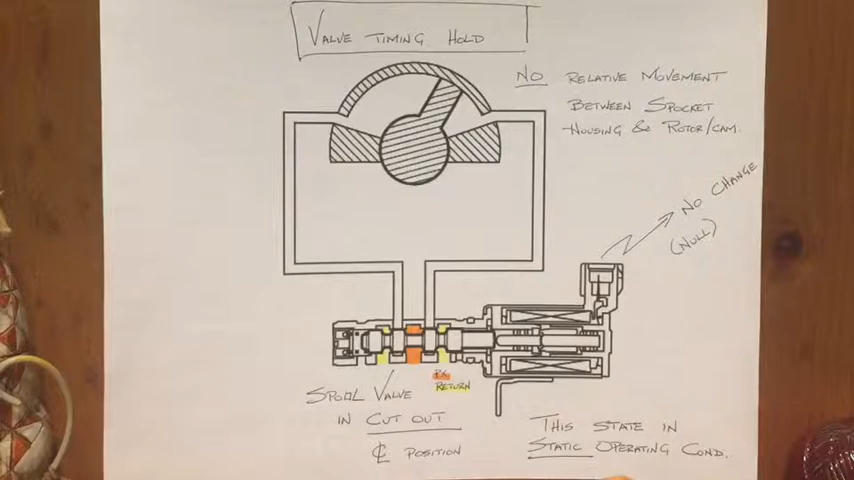 VALVE TIMING HOLD
NO RELATIVE MOVEMENT
BETWEEN SPOCKET
HOUSING & ROTOR/CAM.
NO CHANGE
(NULL)
PX
RETURN
SPOOL VALVE
IN CUT OUT
℄ POSITION
THIS STATE IN
STATIC OPERATING COND.